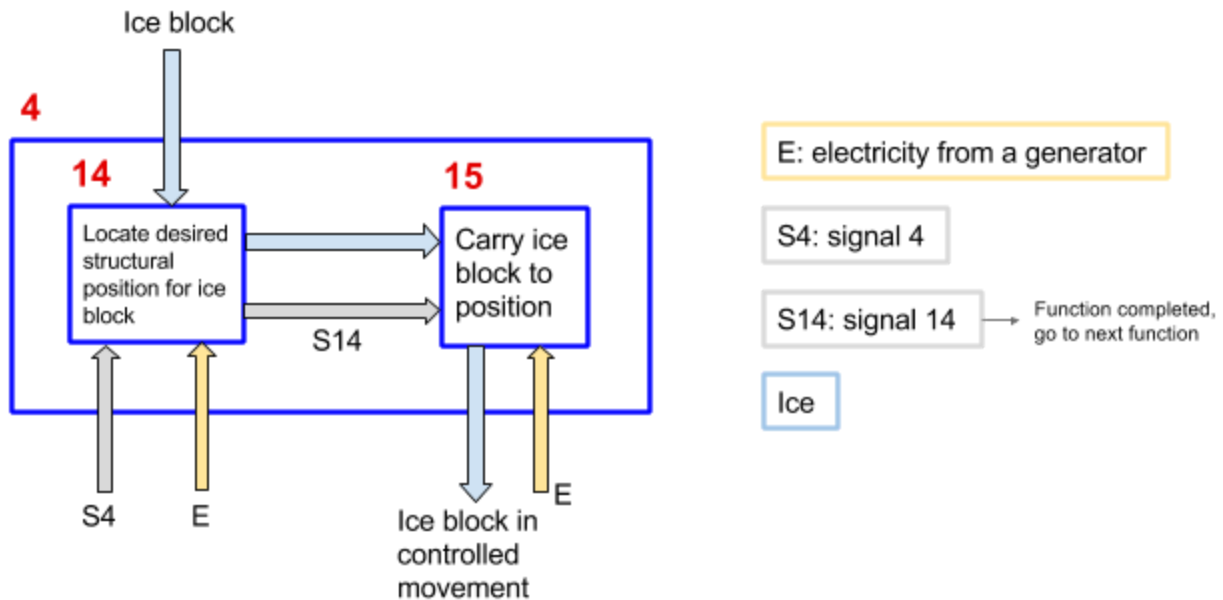 Ice block
4
14
15
Locate desired
structural
position for ice
block
Carry ice
block to
position
S14
S4
E
E
Ice block in
controlled
movement
E: electricity from a generator
S4: signal 4
S14: signal 14
Function completed,
go to next function
Ice